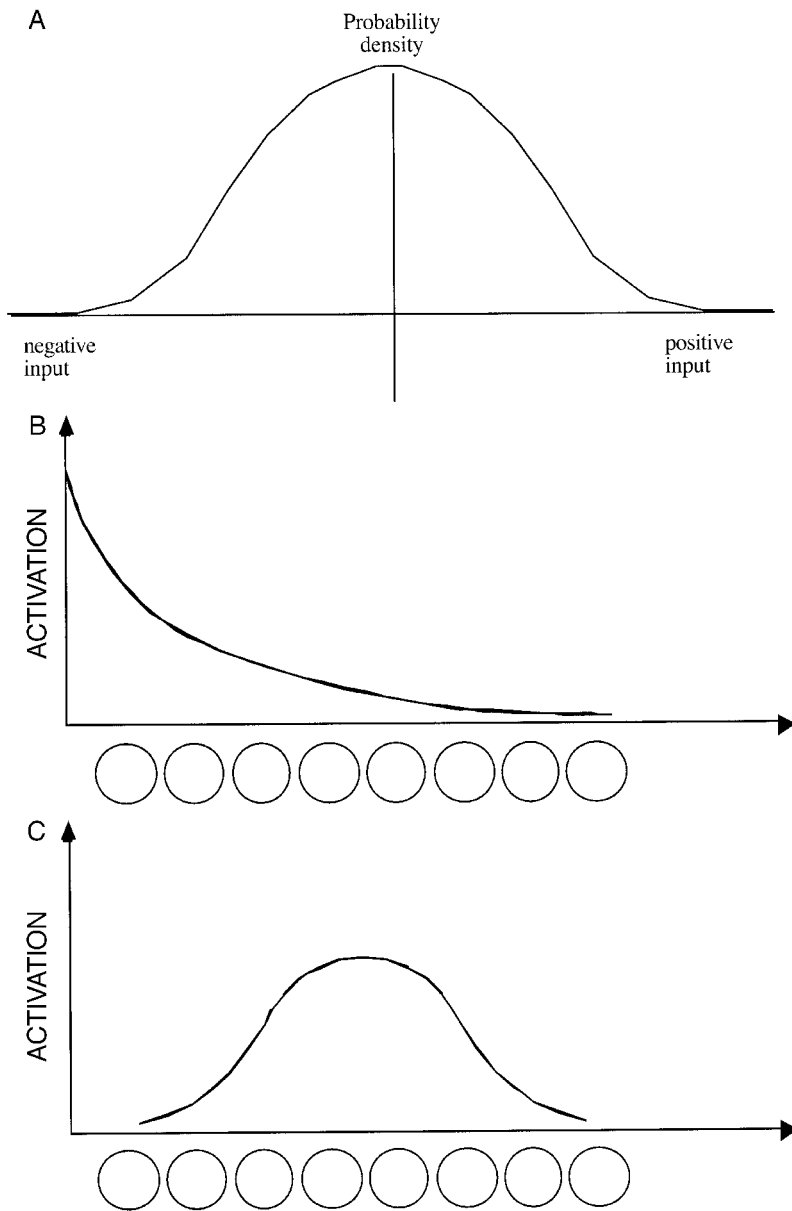 A
Probability
density
negative
input
positive
input
B
ACTIVATION
C
ACTIVATION